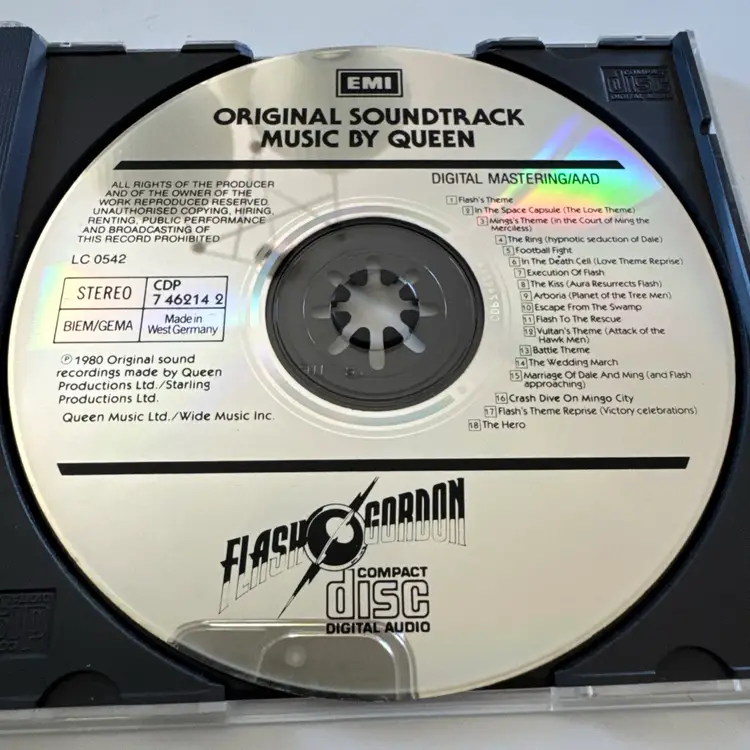 EMI
ORIGINAL SOUNDTRACK
MUSIC BY QUEEN
ALL RIGHTS OF THE PRODUCER
AND OF THE OWNER OF THE
WORK REPRODUCED RESERVED.
UNAUTHORISED COPYING, HIRING,
RENTING, PUBLIC PERFORMANCE
AND BROADCASTING OF
THIS RECORD PROHIBITED
LC 0542
STEREO
CDP
7 46214 2
BIEM/GEMA
Made in
West Germany
℗ 1980 Original sound
recordings made by Queen
Productions Ltd./Starling
Productions Ltd.
Queen Music Ltd./Wide Music Inc.
DIGITAL MASTERING/AAD
1 Flash's Theme
2 In The Space Capsule (The Love Theme)
3 Ming's Theme (in the Court of Ming the
Merciless)
4 The Ring (hypnotic seduction of Dale)
5 Football Fight
6 In The Death Cell (Love Theme Reprise)
7 Execution Of Flash
8 The Kiss (Aura Resurrects Flash)
9 Arboria (Planet of the Tree Men)
10 Escape From The Swamp
11 Flash To The Rescue
12 Vultan's Theme (Attack of the
Hawk Men)
13 Battle Theme
14 The Wedding March
15 Marriage Of Dale And Ming (and Flash
approaching)
16 Crash Dive On Mingo City
17 Flash's Theme Reprise (Victory celebrations)
18 The Hero
FLASH GORDON
COMPACT
disc
DIGITAL AUDIO
COMPACT
disc
DIGITAL AUDIO